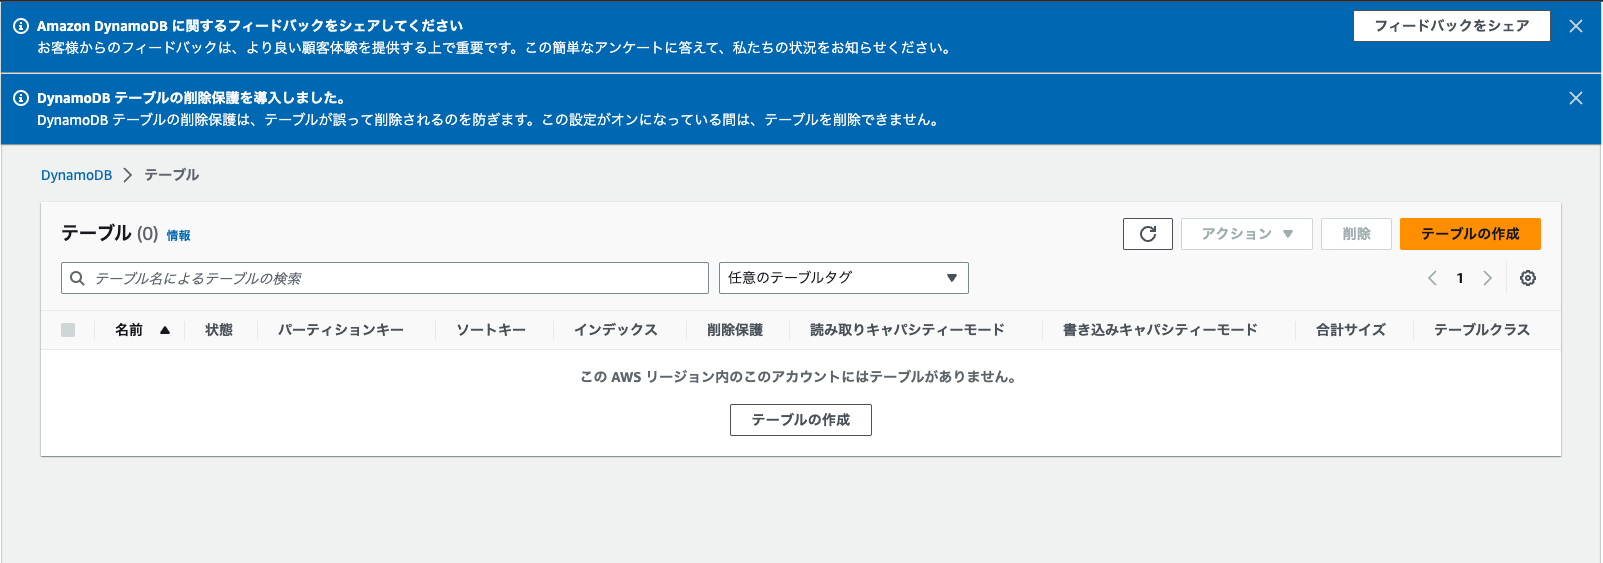 Amazon DynamoDB に関するフィードバックをシェアしてください
お客様からのフィードバックは、より良い顧客体験を提供する上で重要です。この簡単なアンケートに答えて、私たちの状況をお知らせください。
フィードバックをシェア
DynamoDB テーブルの削除保護を導入しました。
DynamoDB テーブルの削除保護は、テーブルが誤って削除されるのを防ぎます。この設定がオンになっている間は、テーブルを削除できません。
DynamoDB テーブル
テーブル (0) 情報
アクション 削除 テーブルの作成
テーブル名によるテーブルの検索 任意のテーブルタグ 1
名前 状態 パーティションキー ソートキー インデックス 削除保護 読み取りキャパシティーモード 書き込みキャパシティーモード 合計サイズ テーブルクラス
この AWS リージョン内のこのアカウントにはテーブルがありません。
テーブルの作成